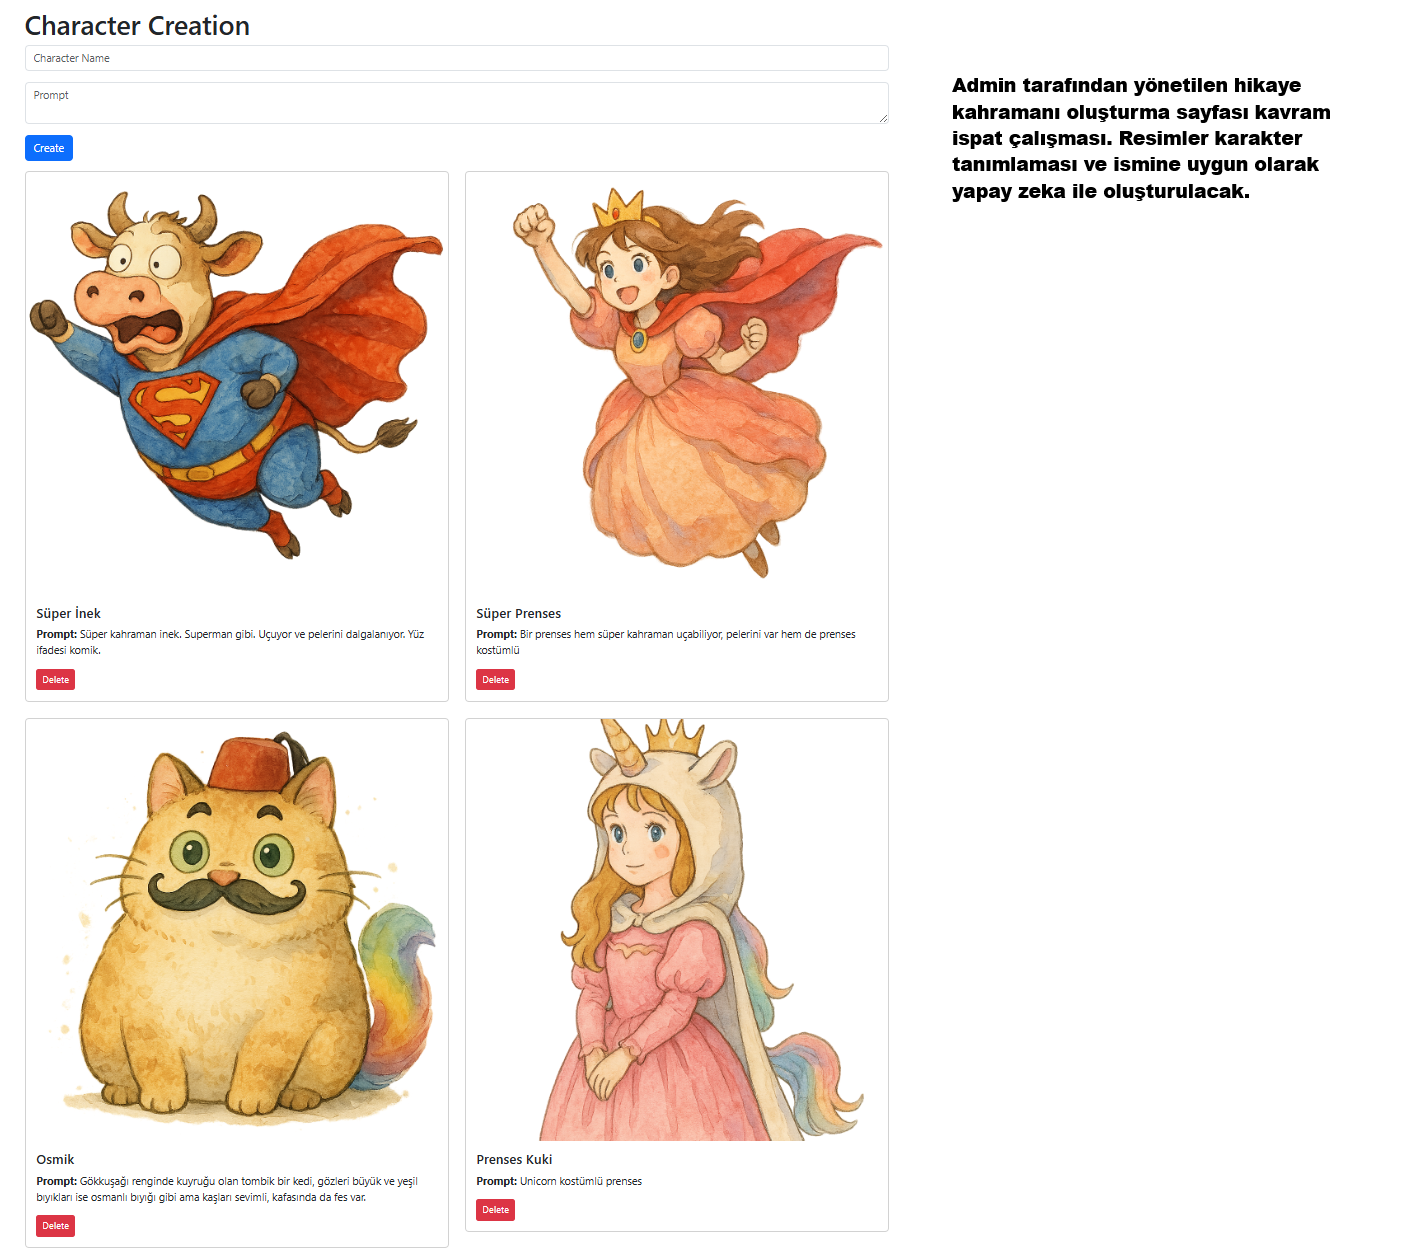 Character Creation
Character Name
Prompt
Create
Admin tarafından yönetilen hikaye
kahramanı oluşturma sayfası kavram
ispat çalışması. Resimler karakter
tanımlaması ve ismine uygun olarak
yapay zeka ile oluşturulacak.
S
Süper İnek
Prompt: Süper kahraman inek. Superman gibi. Uçuyor ve pelerini dalgalanıyor. Yüz
ifadesi komik.
Delete
Süper Prenses
Prompt: Bir prenses hem süper kahraman uçabiliyor, pelerini var hem de prenses
kostümlü
Delete
Osmik
Prompt: Gökkuşağı renginde kuyruğu olan tombik bir kedi, gözleri büyük ve yeşil
bıyıkları ise osmanlı bıyığı gibi ama kaşları sevimli, kafasında da fes var.
Delete
Prenses Kuki
Prompt: Unicorn kostümlü prenses
Delete